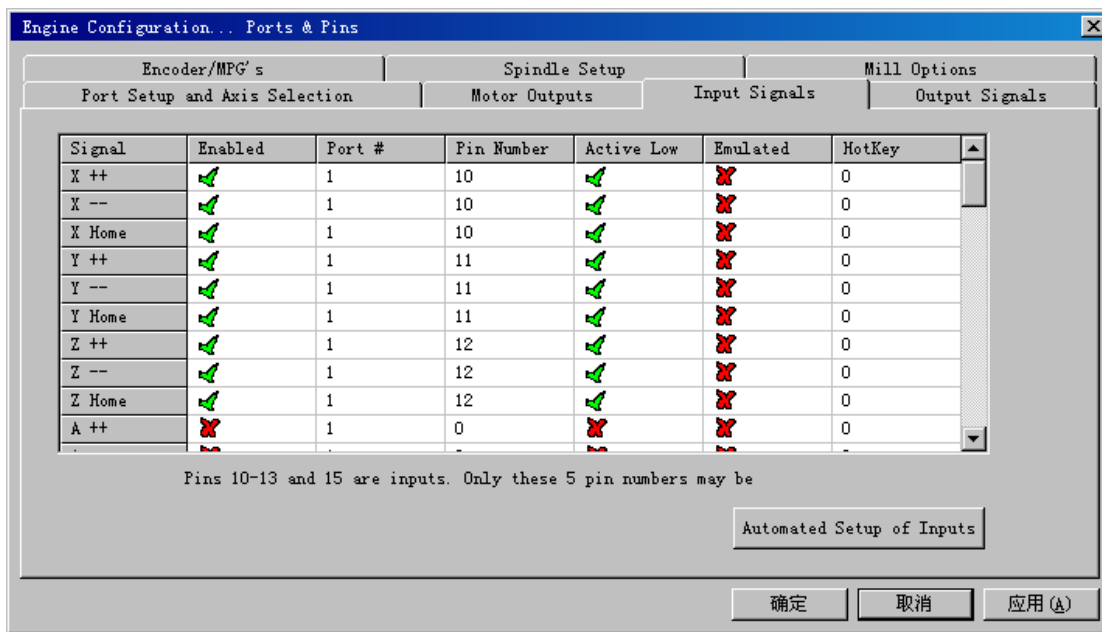 Engine Configuration... Ports & Pins
Encoder/MPG's Spindle Setup Mill Options
Port Setup and Axis Selection Motor Outputs Input Signals Output Signals
Signal Enabled Port # Pin Number Active Low Emulated HotKey
X ++ 1 10 0
X -- 1 10 0
X Home 1 10 0
Y ++ 1 11 0
Y -- 1 11 0
Y Home 1 11 0
Z ++ 1 12 0
Z -- 1 12 0
Z Home 1 12 0
A ++ 1 0 0
Pins 10-13 and 15 are inputs. Only these 5 pin numbers may be
Automated Setup of Inputs
确定 取消 应用(A)